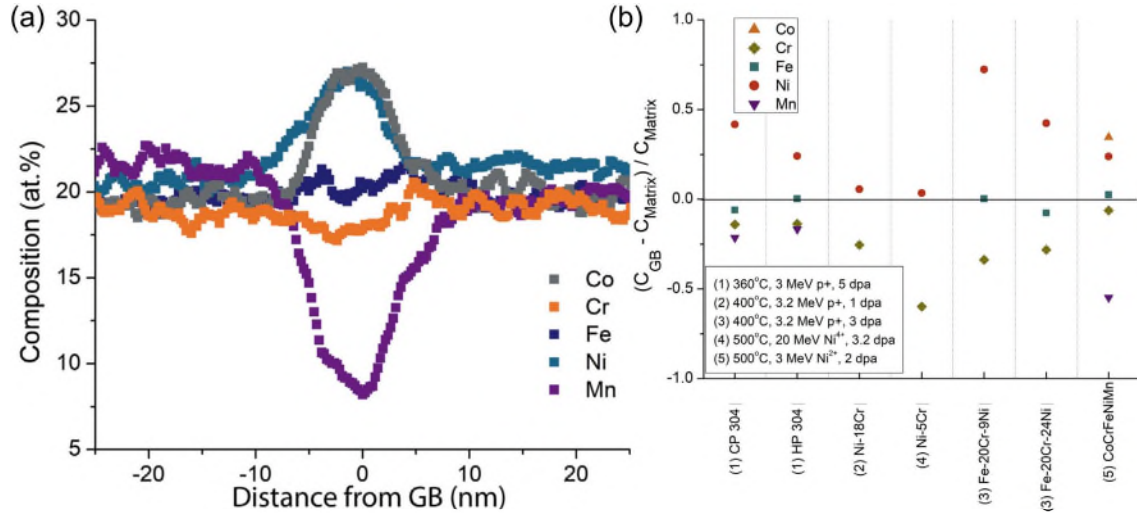 (a)
30
25
20
15
10
5
Composition (at.%)
-20
-10
0
10
20
Distance from GB (nm)
Co
Cr
Fe
Ni
Mn
(b)
1.0
0.5
0.0
-0.5
-1.0
(C_GB - C_Matrix) / C_Matrix
Co
Cr
Fe
Ni
Mn
(1) 360°C, 3 MeV p+, 5 dpa
(2) 400°C, 3.2 MeV p+, 1 dpa
(3) 400°C, 3.2 MeV p+, 3 dpa
(4) 500°C, 20 MeV Ni⁴⁺, 3.2 dpa
(5) 500°C, 3 MeV Ni²⁺, 2 dpa
(1) CP 304
(1) HP 304
(2) Ni-18Cr
(4) Ni-5Cr
(3) Fe-20Cr-9Ni
(3) Fe-20Cr-24Ni
(5) CoCrFeNiMn